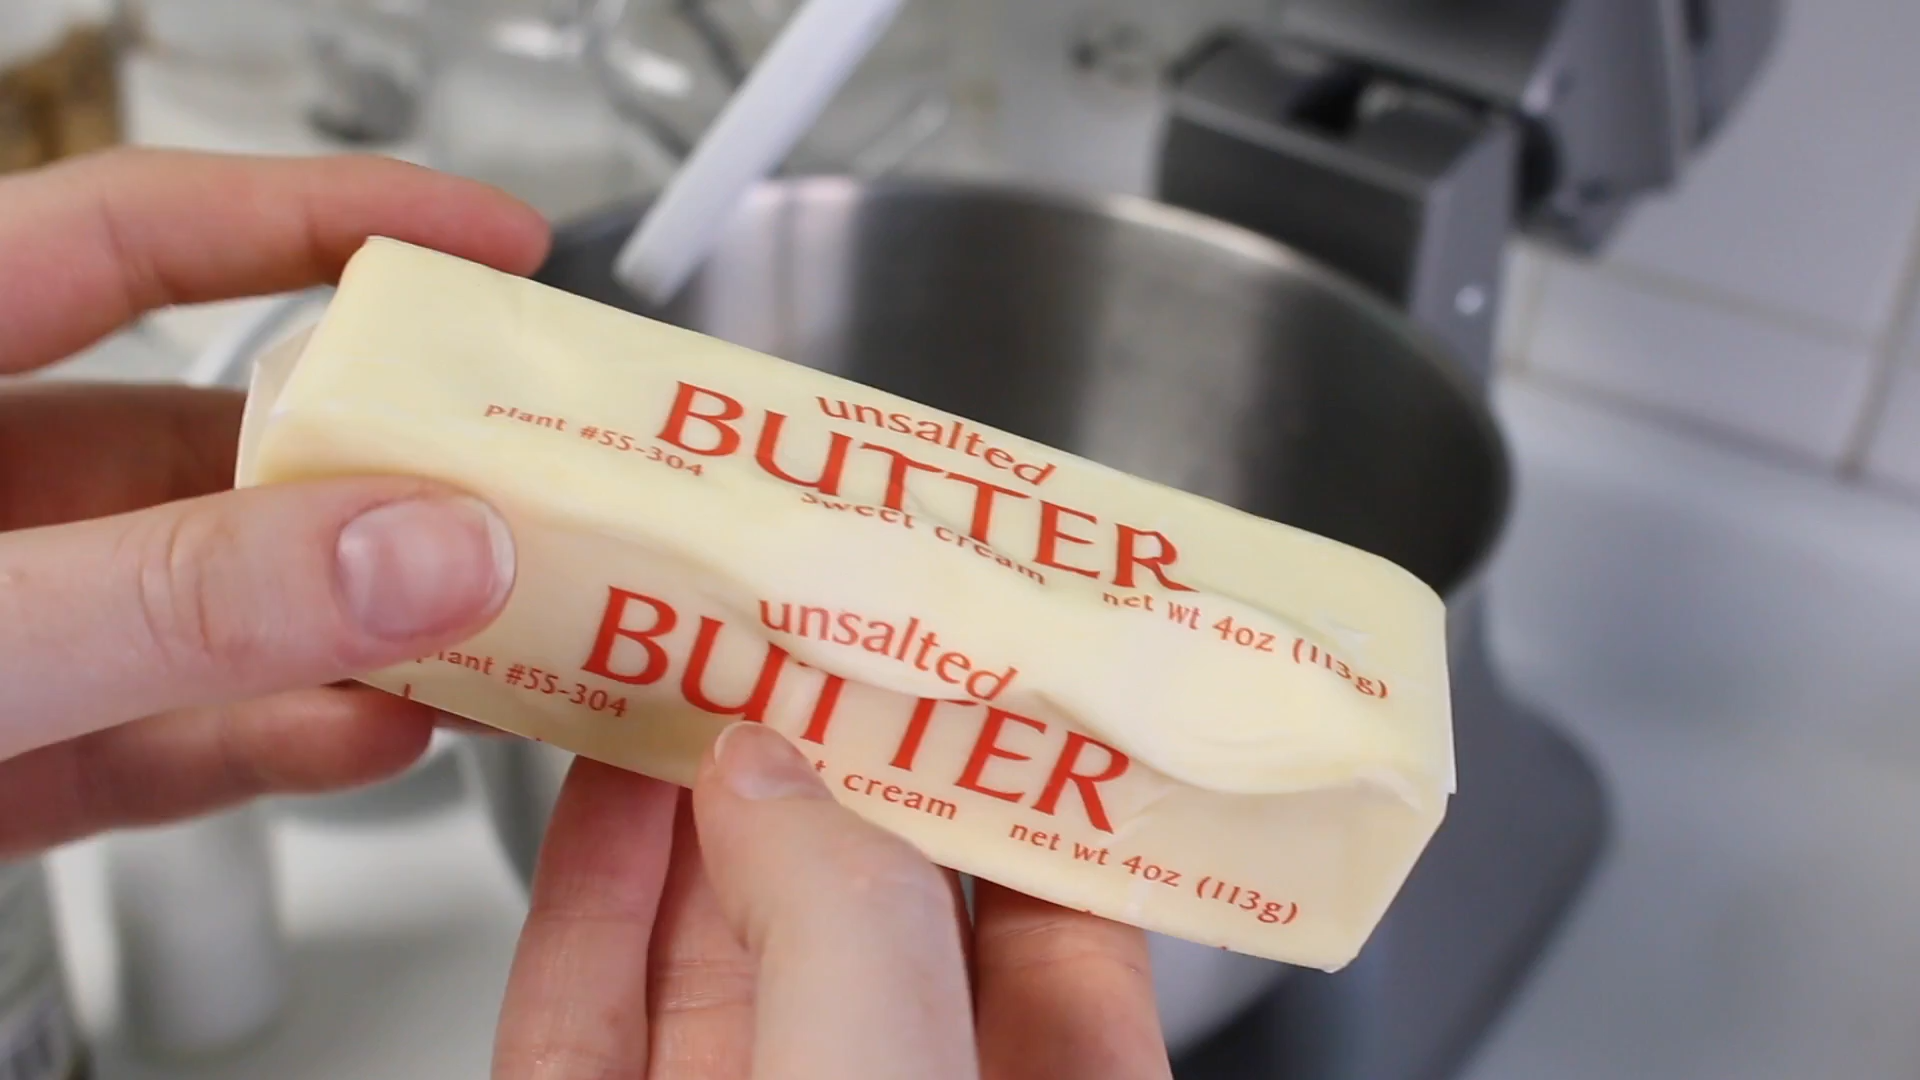 unsalted
BUTTER
plant #55-304
sweet cream
net wt 4oz (113g)
unsalted
BUTTER
plant #55-304
cream
net wt 4oz (113g)